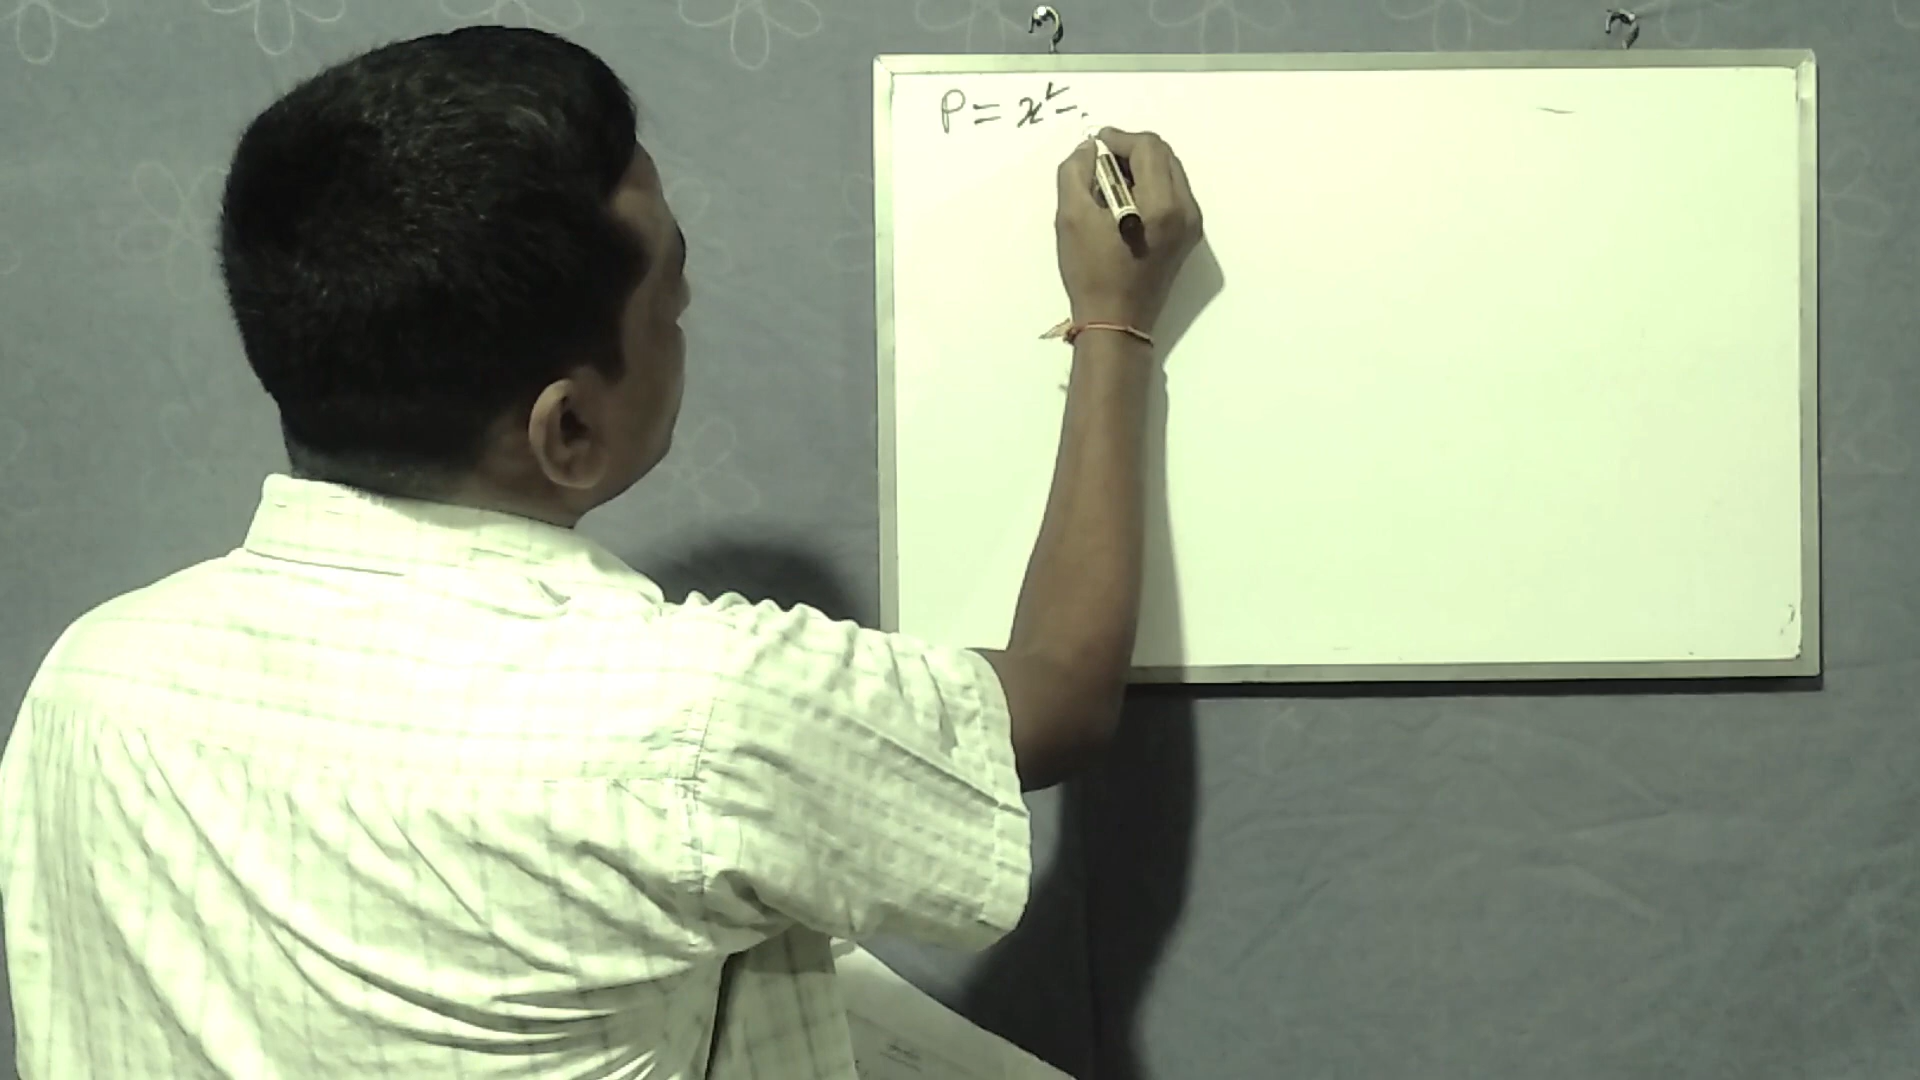 P = x² -